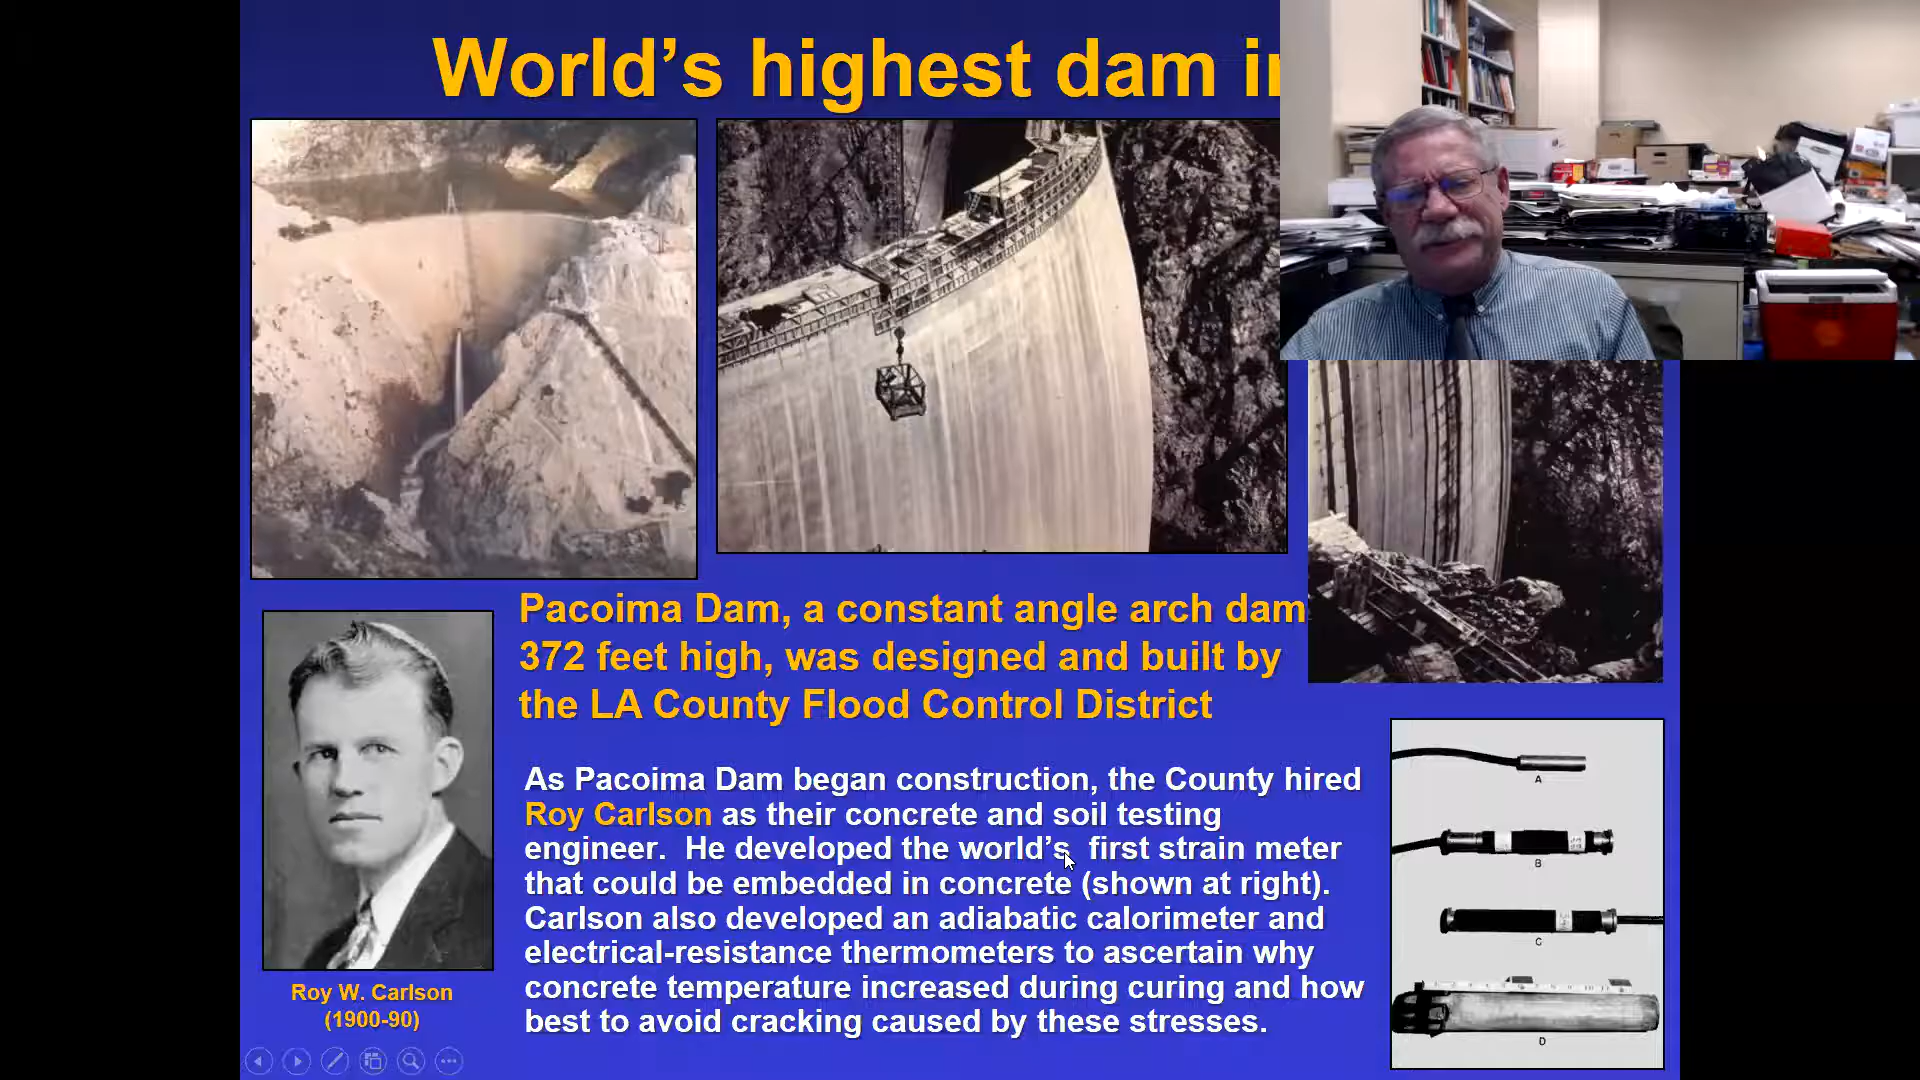 World’s highest dam
Pacoima Dam, a constant angle arch dam
372 feet high, was designed and built by
the LA County Flood Control District
As Pacoima Dam began construction, the County hired
Roy Carlson as their concrete and soil testing
engineer.  He developed the world’s  first strain meter
that could be embedded in concrete (shown at right).
Carlson also developed an adiabatic calorimeter and
electrical-resistance thermometers to ascertain why
concrete temperature increased during curing and how
best to avoid cracking caused by these stresses.
Roy W. Carlson
(1900-90)
A
B
C
D